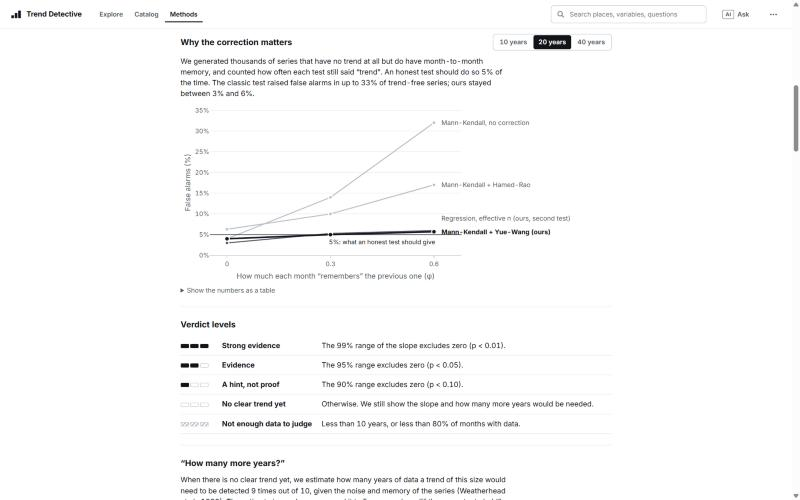 Trend Detective
Explore
Catalog
Methods
Search places, variables, questions
AI Ask
Why the correction matters
10 years
20 years
40 years
We generated thousands of series that have no trend at all but do have month-to-month
memory, and counted how often each test still said "trend". An honest test should do so 5% of
the time. The classic test raised false alarms in up to 33% of trend-free series; ours stayed
between 3% and 6%.
35%
30%
25%
20%
15%
10%
5%
0%
False alarms (%)
Mann-Kendall, no correction
Mann-Kendall + Hamed-Rao
Regression, effective n (ours, second test)
Mann-Kendall + Yue-Wang (ours)
5%: what an honest test should give
0
0.3
0.6
How much each month "remembers" the previous one (φ)
Show the numbers as a table
Verdict levels
Strong evidence The 99% range of the slope excludes zero (p < 0.01).
Evidence The 95% range excludes zero (p < 0.05).
A hint, not proof The 90% range excludes zero (p < 0.10).
No clear trend yet Otherwise. We still show the slope and how many more years would be needed.
Not enough data to judge Less than 10 years, or less than 80% of months with data.
"How many more years?"
When there is no clear trend yet, we estimate how many years of data a trend of this size would
need to be detected 9 times out of 10, given the noise and memory of the series (Weatherhead